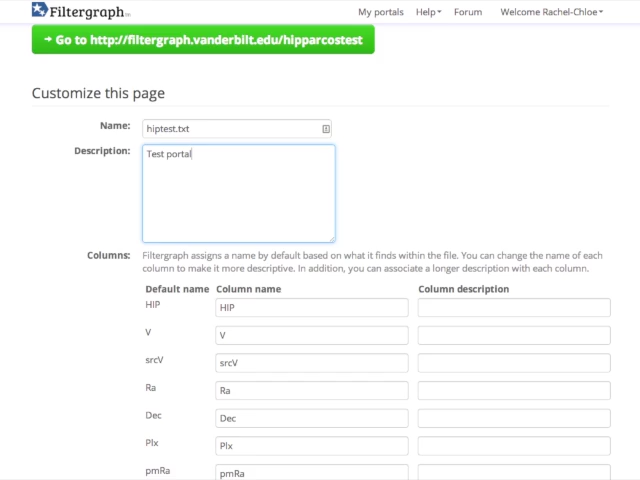 Filtergraph
My portals Help Forum Welcome Rachel-Chloe
Go to http://filtergraph.vanderbilt.edu/hipparcostest
Customize this page
Name: hiptest.txt
Description: Test portal
Columns: Filtergraph assigns a name by default based on what it finds within the file. You can change the name of each
column to make it more descriptive. In addition, you can associate a longer description with each column.
Default name Column name Column description
HIP HIP
V V
srcV srcV
Ra Ra
Dec Dec
Plx Plx
pmRa pmRa